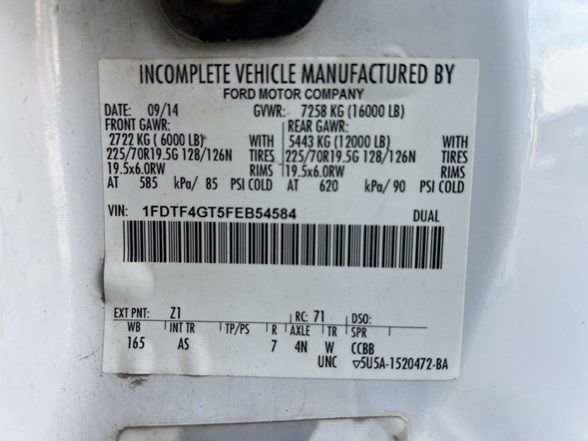 INCOMPLETE VEHICLE MANUFACTURED BY
FORD MOTOR COMPANY
DATE: 09/14 GVWR: 7258 KG (16000 LB)
FRONT GAWR: REAR GAWR:
2722 KG ( 6000 LB) WITH 5443 KG (12000 LB) WITH
225/70R19.5G 128/126N TIRES 225/70R19.5G 128/126N TIRES
19.5x6.0RW RIMS 19.5x6.0RW RIMS
AT 585 kPa/ 85 PSI COLD AT 620 kPa/90 PSI COLD
VIN: 1FDTF4GT5FEB54584 DUAL
EXT PNT: Z1 RC: 71 DSO:
WB INT TR TP/PS R AXLE TR SPR
165 AS 7 4N W CCBB
UNC ▽5U5A-1520472-BA